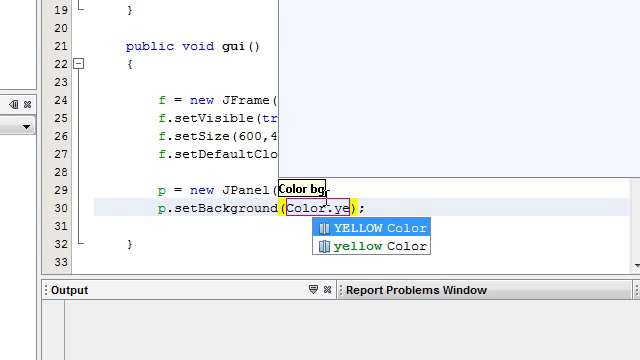 19 }
20
21 public void gui()
22 {
23
24 f = new JFrame(
25 f.setVisible(tr
26 f.setSize(600,4
27 f.setDefaultClo
28
29 p = new JPanel(
Color bg
30 p.setBackground(Color.ye);
31
YELLOW Color
yellow Color
32 }
33
Output
Report Problems Window